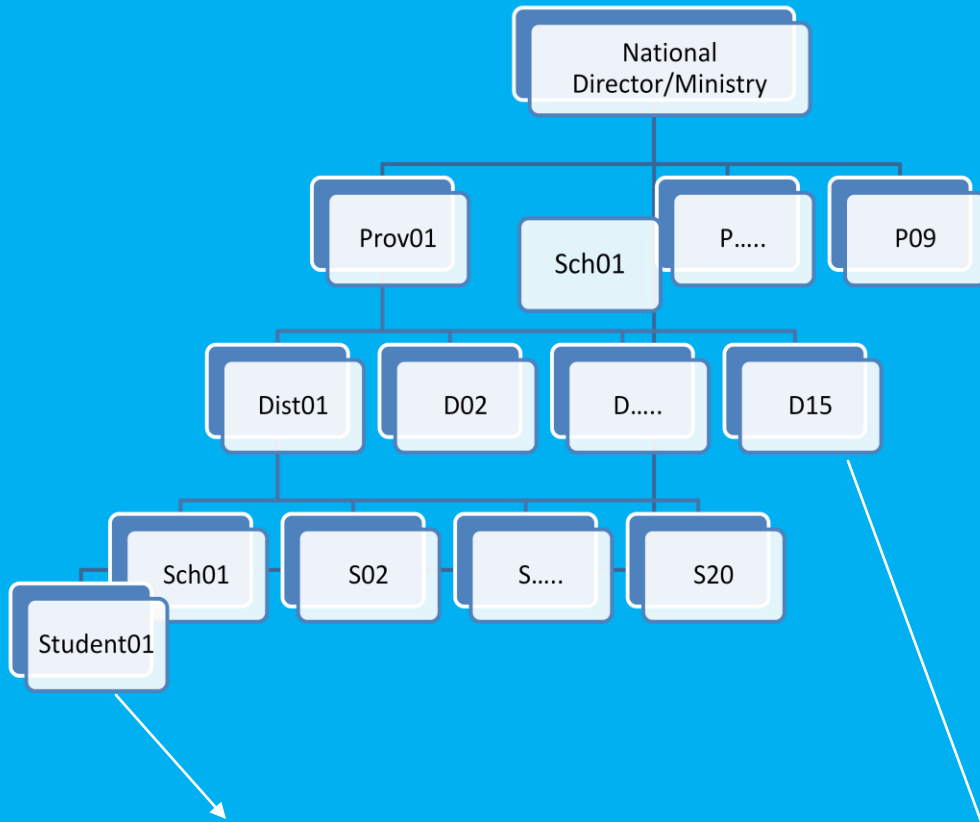 National
Director/Ministry
Prov01
Sch01
P.....
P09
Dist01
D02
D.....
D15
Sch01
S02
S.....
S20
Student01